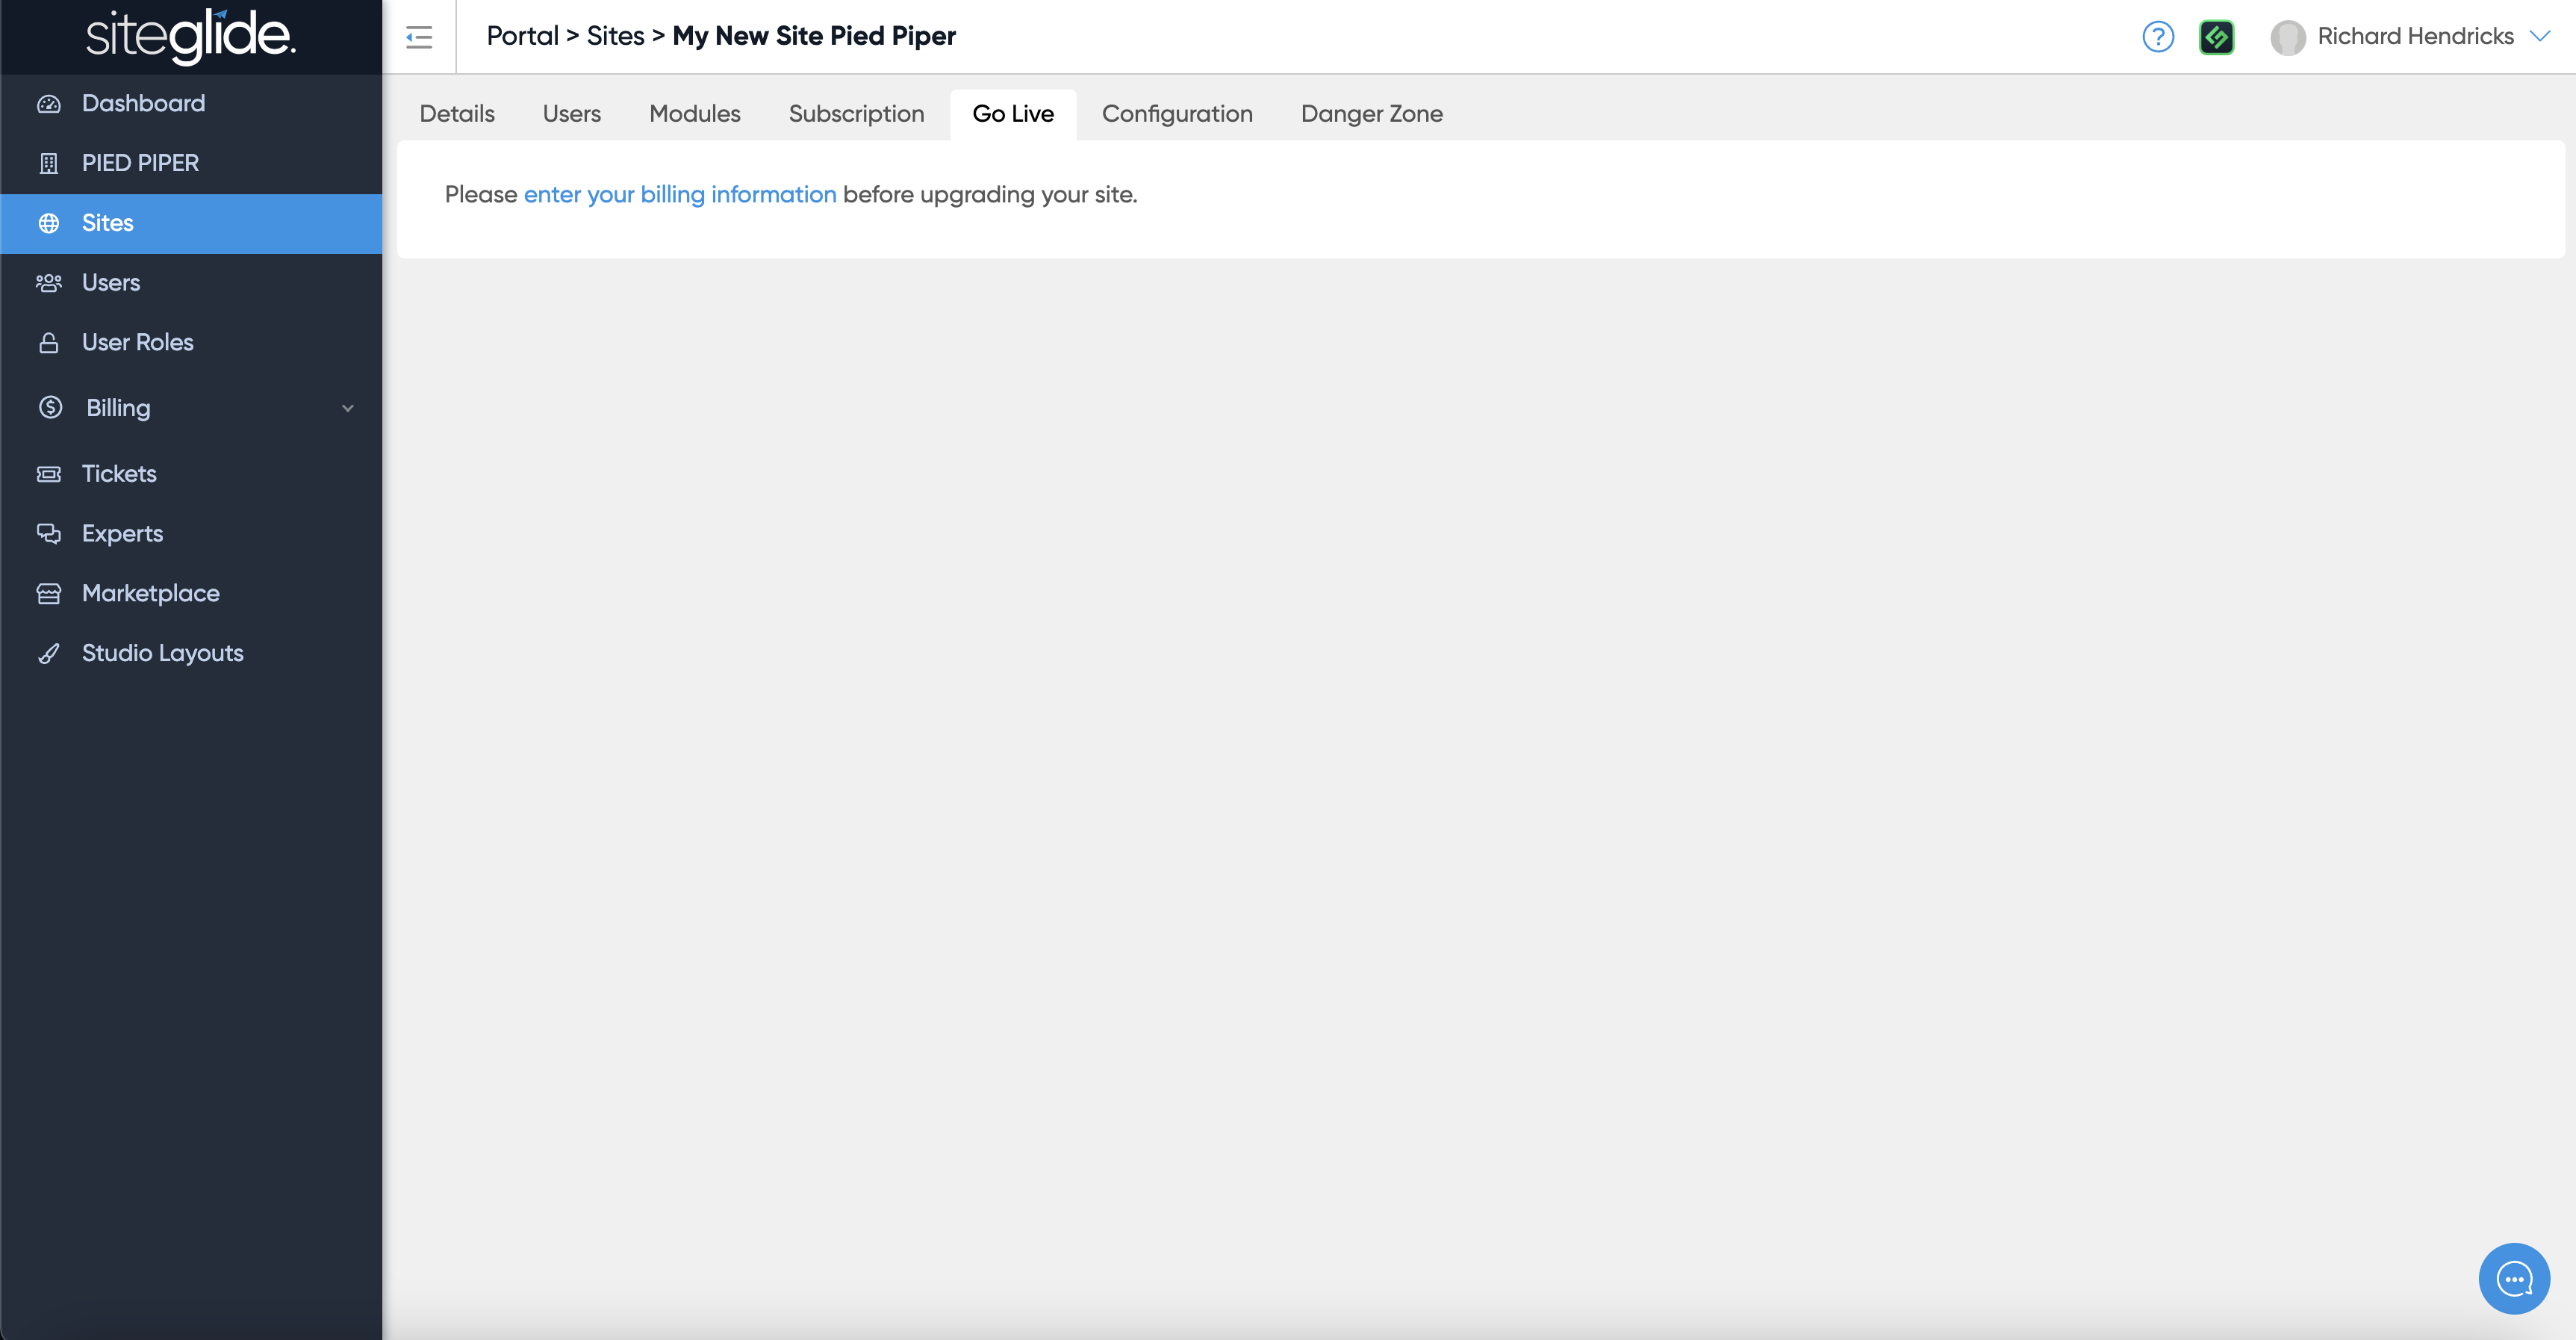 siteglide.
Portal > Sites > My New Site Pied Piper
Richard Hendricks
Dashboard
PIED PIPER
Sites
Users
User Roles
Billing
Tickets
Experts
Marketplace
Studio Layouts
Details Users Modules Subscription Go Live Configuration Danger Zone
Please enter your billing information before upgrading your site.